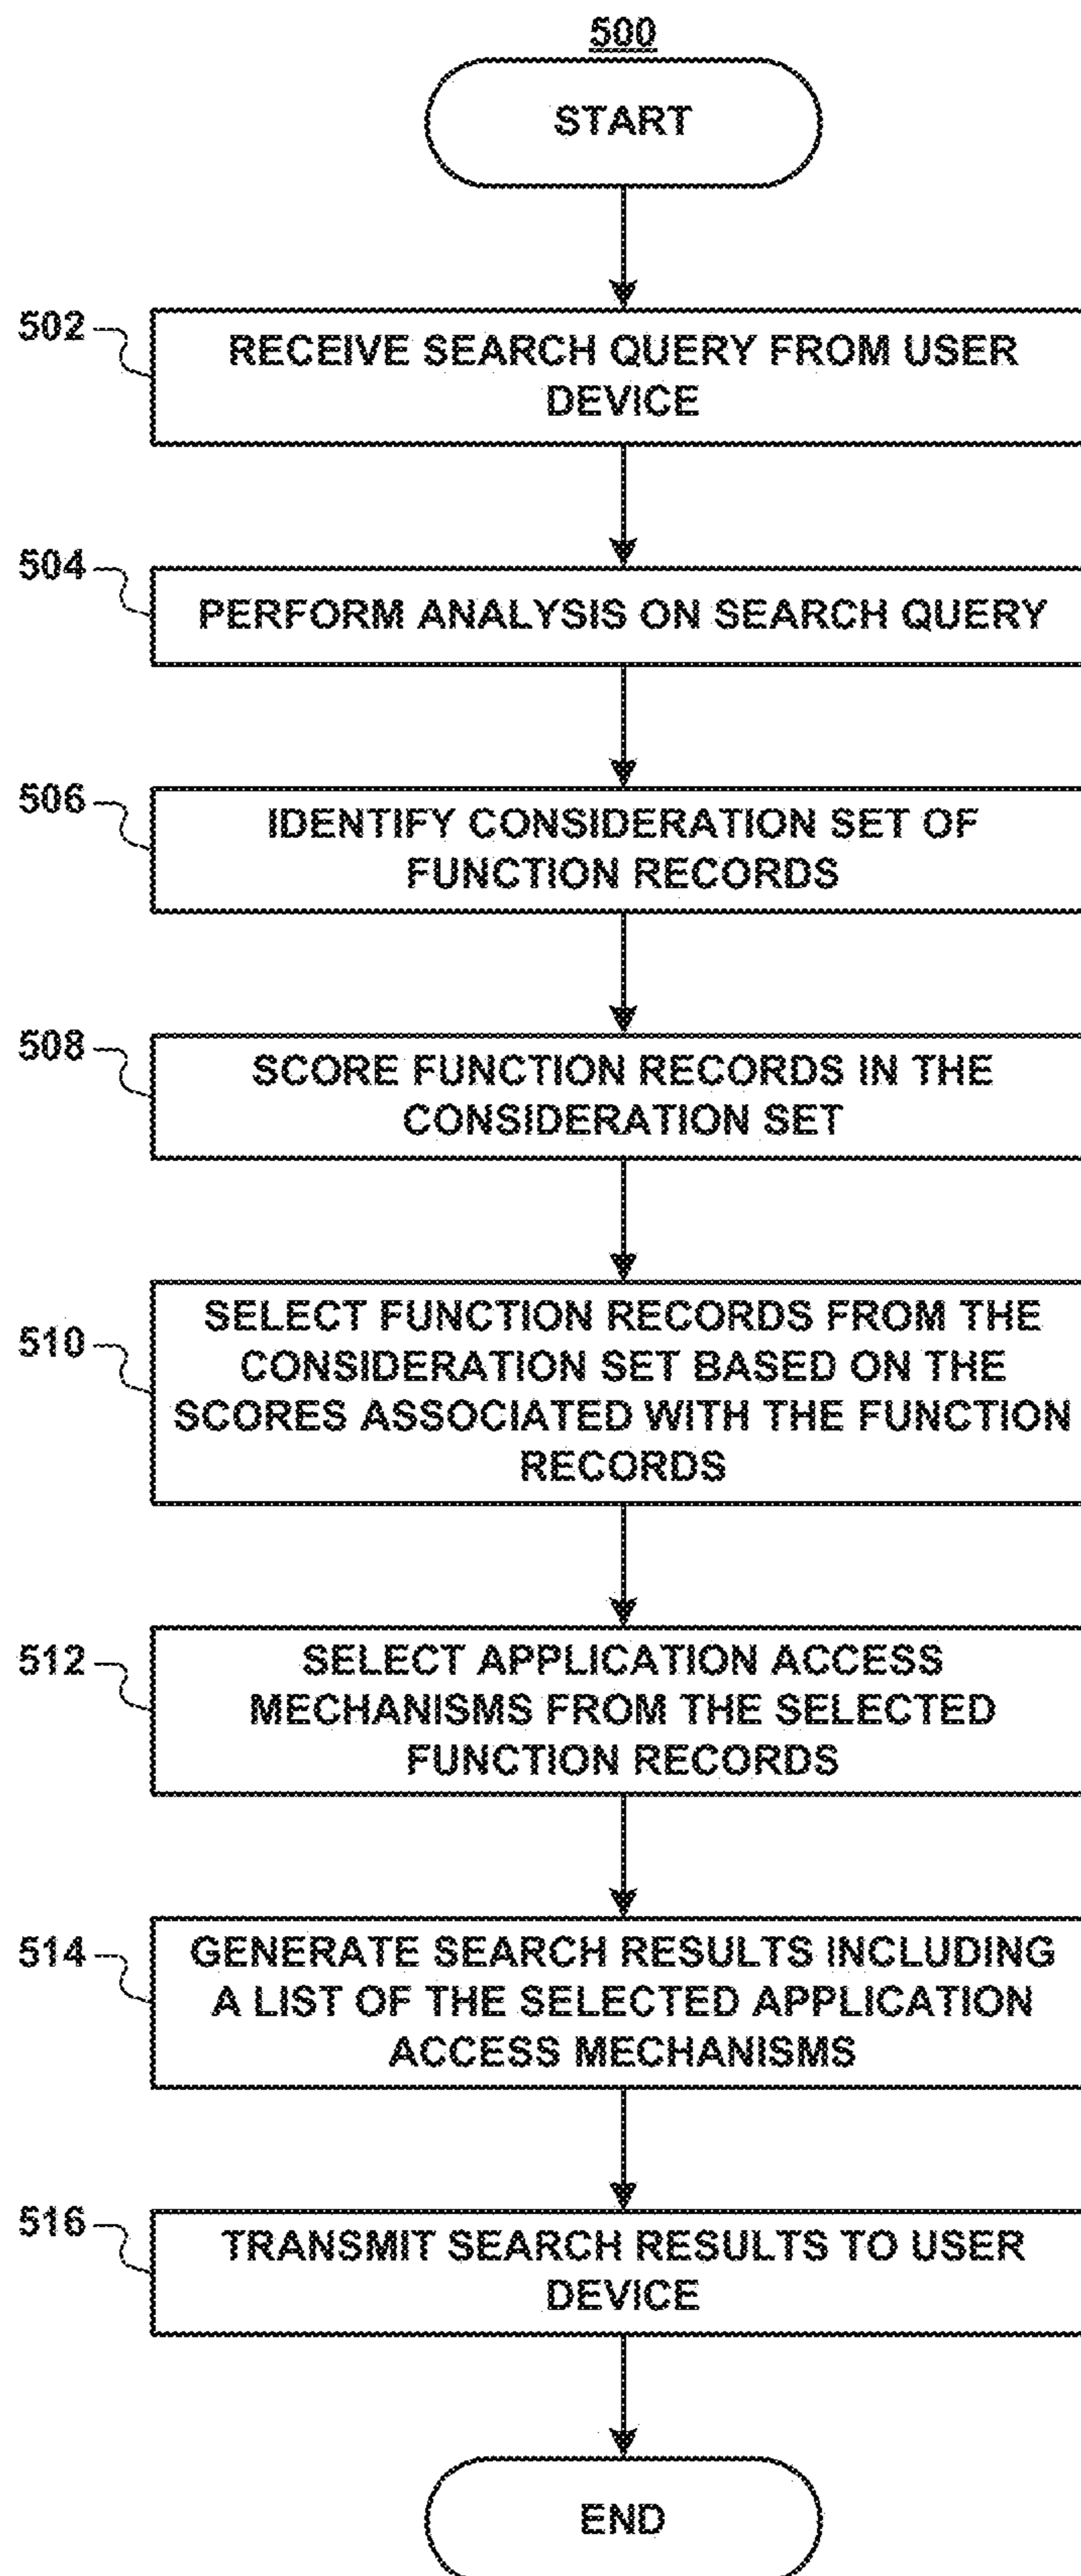 500
START
502
RECEIVE SEARCH QUERY FROM USER
DEVICE
504
PERFORM ANALYSIS ON SEARCH QUERY
506
IDENTIFY CONSIDERATION SET OF
FUNCTION RECORDS
508
SCORE FUNCTION RECORDS IN THE
CONSIDERATION SET
510
SELECT FUNCTION RECORDS FROM THE
CONSIDERATION SET BASED ON THE
SCORES ASSOCIATED WITH THE FUNCTION
RECORDS
512
SELECT APPLICATION ACCESS
MECHANISMS FROM THE SELECTED
FUNCTION RECORDS
514
GENERATE SEARCH RESULTS INCLUDING
A LIST OF THE SELECTED APPLICATION
ACCESS MECHANISMS
516
TRANSMIT SEARCH RESULTS TO USER
DEVICE
END